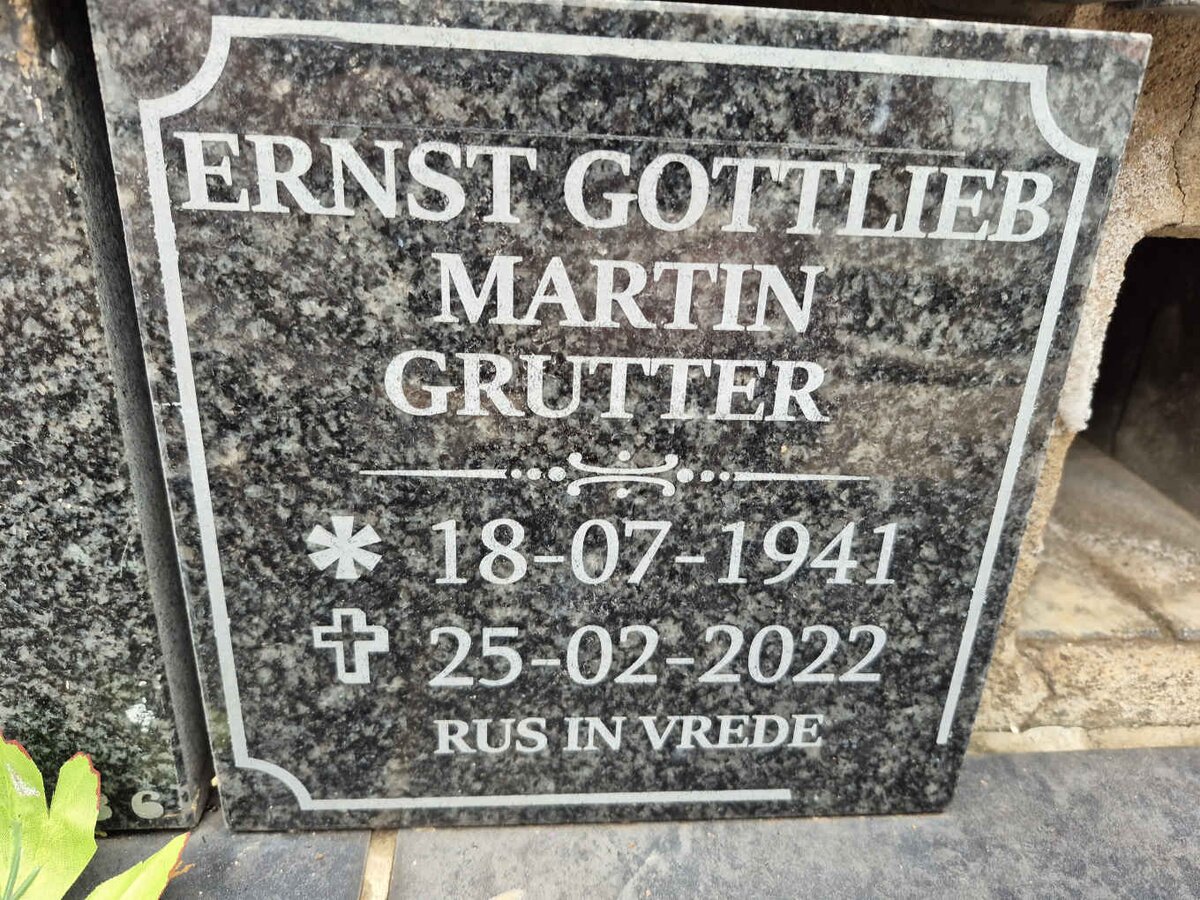 ERNST GOTTLIEB
MARTIN
GRUTTER
* 18-07-1941
✝ 25-02-2022
RUS IN VREDE